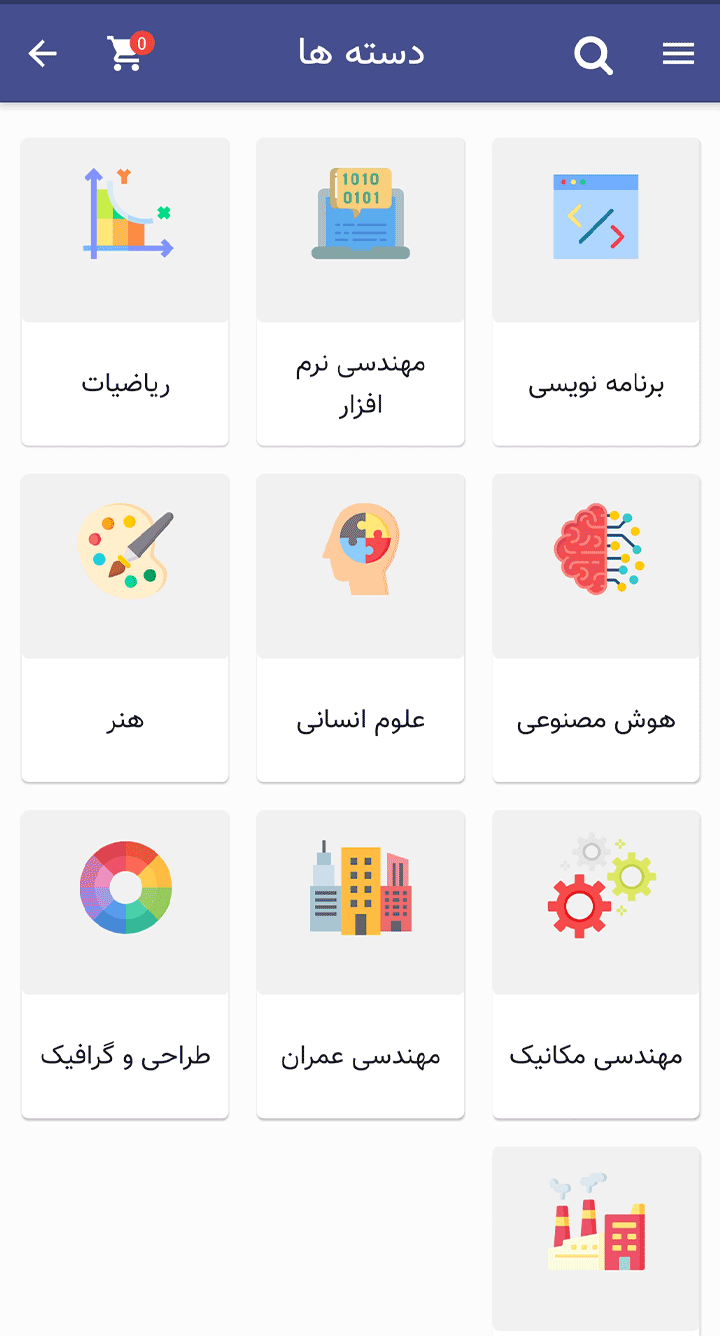 دسته ها
0
برنامه نویسی
1010
0101
مهندسی نرم
افزار
Y
X
ریاضیات
هوش مصنوعی
علوم انسانی
هنر
مهندسی مکانیک
مهندسی عمران
طراحی و گرافیک